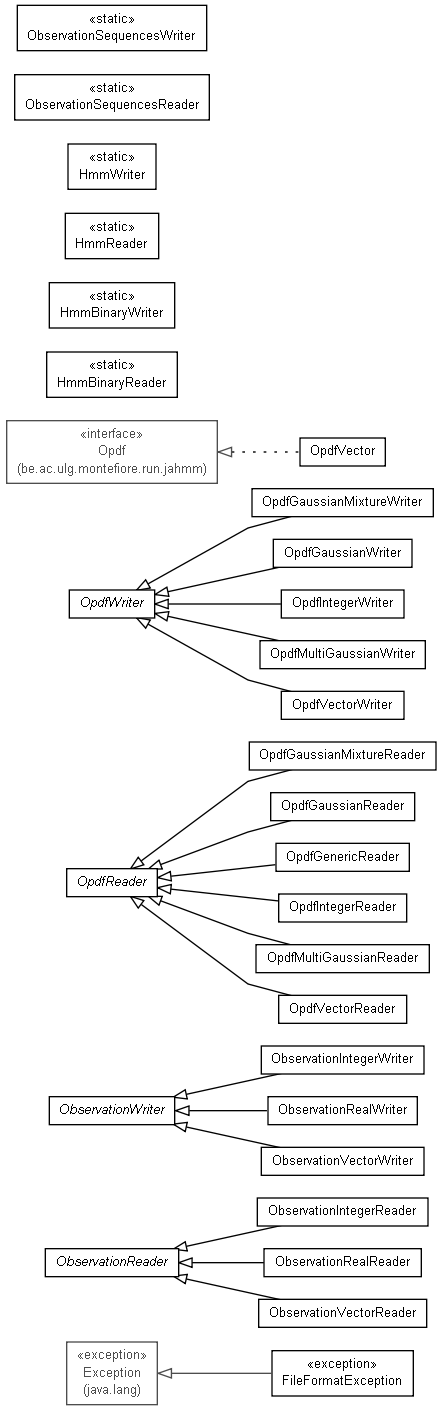 «static»
ObservationSequencesWriter
«static»
ObservationSequencesReader
«static»
HmmWriter
«static»
HmmReader
«static»
HmmBinaryWriter
«static»
HmmBinaryReader
«interface»
Opdf
(be.ac.ulg.montefiore.run.jahmm)
OpdfVector
OpdfGaussianMixtureWriter
OpdfGaussianWriter
OpdfWriter
OpdfIntegerWriter
OpdfMultiGaussianWriter
OpdfVectorWriter
OpdfGaussianMixtureReader
OpdfGaussianReader
OpdfGenericReader
OpdfReader
OpdfIntegerReader
OpdfMultiGaussianReader
OpdfVectorReader
ObservationIntegerWriter
ObservationWriter
ObservationRealWriter
ObservationVectorWriter
ObservationIntegerReader
ObservationReader
ObservationRealReader
ObservationVectorReader
«exception»
Exception
(java.lang)
«exception»
FileFormatException